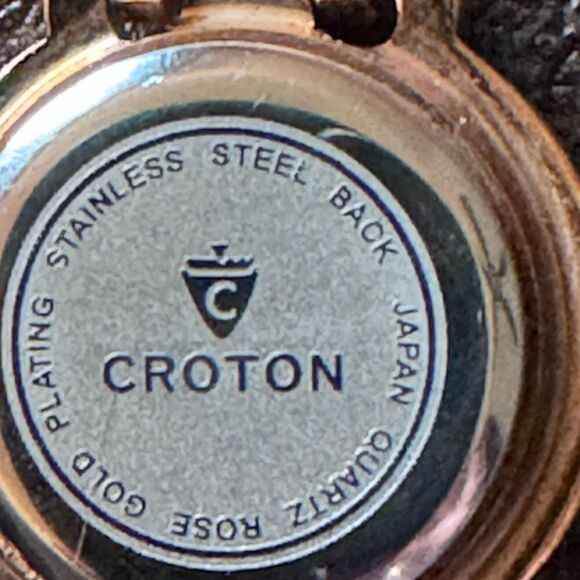 STAINLESS STEEL BACK JAPAN QUARTZ ROSE GOLD PLATING
C
CROTON